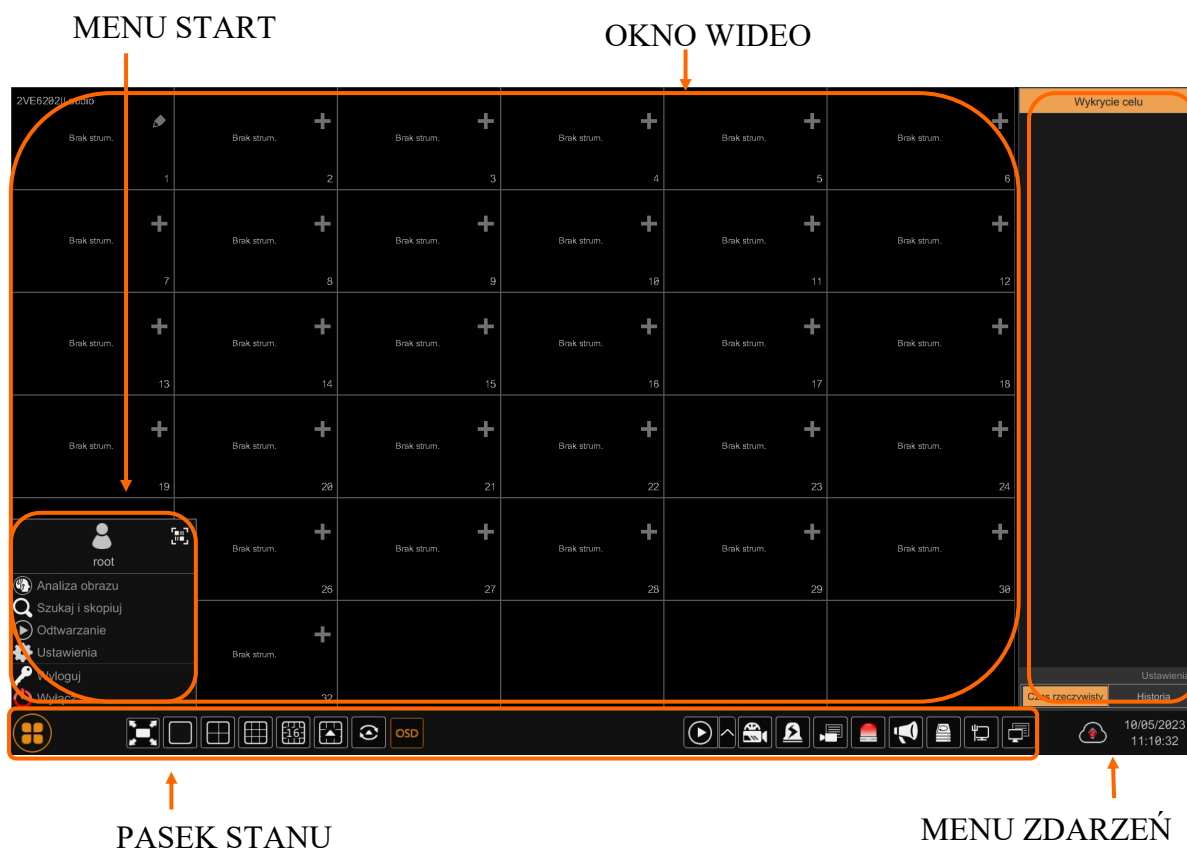 MENU START
OKNO WIDEO
2VE6202II audio
Wykrycie celu
Brak strum. Brak strum. Brak strum. Brak strum. Brak strum. Brak strum.
1 2 3 4 5 6
Brak strum. Brak strum. Brak strum. Brak strum. Brak strum. Brak strum.
7 8 9 10 11 12
Brak strum. Brak strum. Brak strum. Brak strum. Brak strum. Brak strum.
13 14 15 16 17 18
Brak strum. Brak strum. Brak strum. Brak strum. Brak strum. Brak strum.
19 20 21 22 23 24
root
Brak strum. Brak strum. Brak strum. Brak strum. Brak strum.
26 27 28 29 30
Analiza obrazu
Szukaj i skopiuj
Odtwarzanie
Ustawienia
Wyloguj
Brak strum.
32
Ustawienia
Czas rzeczywisty Historia
16 OSD
10/05/2023
11:10:32
PASEK STANU
MENU ZDARZEŃ